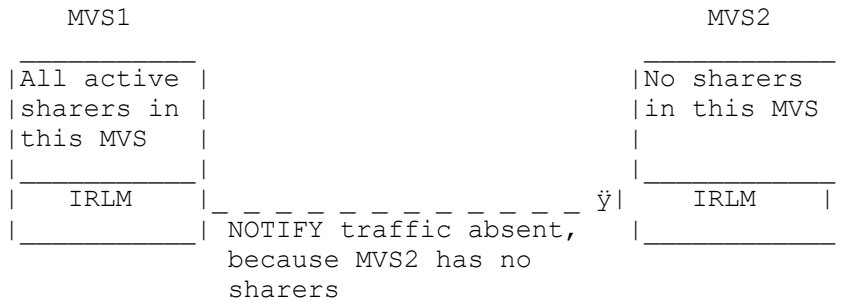 MVS1 MVS2
All active No sharers
sharers in in this MVS
this MVS
IRLM ÿ IRLM
NOTIFY traffic absent,
because MVS2 has no
sharers